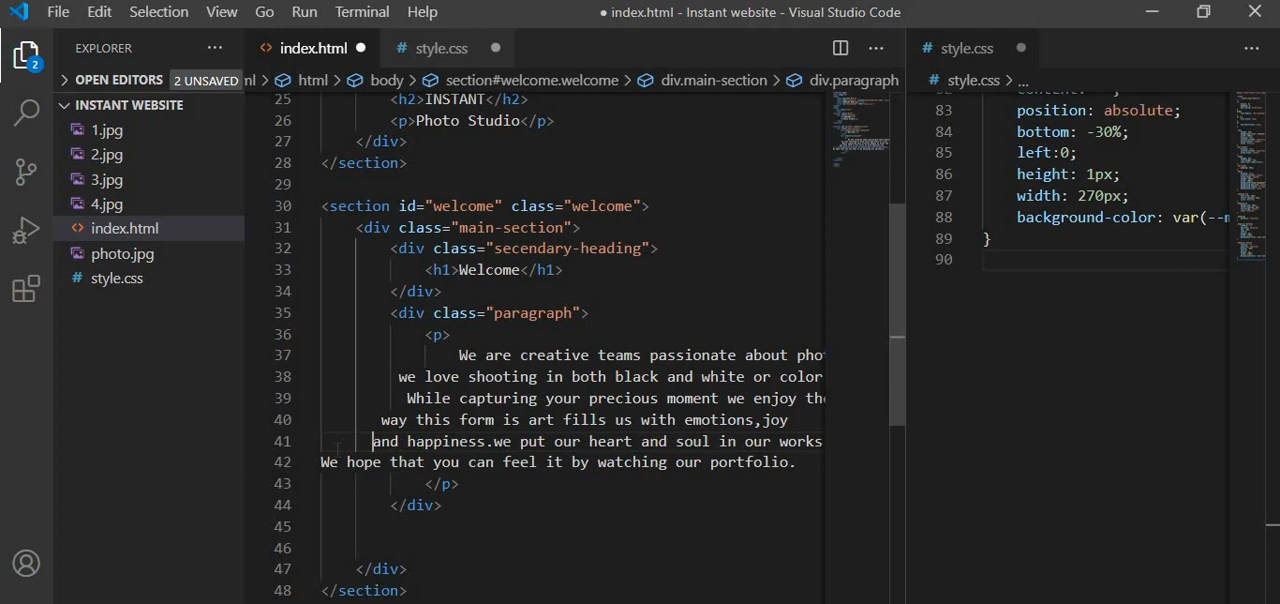 File Edit Selection View Go Run Terminal Help ● index.html - Instant website - Visual Studio Code
EXPLORER ... <> index.html ● # style.css ● # style.css ● ...
OPEN EDITORS 2 UNSAVED
html > body > section#welcome.welcome > div.main-section > div.paragraph
# style.css > ...
INSTANT WEBSITE
1.jpg
2.jpg
3.jpg
4.jpg
<> index.html
photo.jpg
# style.css
2
25 <h2>INSTANT</h2>
26 <p>Photo Studio</p>
27 </div>
28 </section>
29
30 <section id="welcome" class="welcome">
31 <div class="main-section">
32 <div class="secendary-heading">
33 <h1>Welcome</h1>
34 </div>
35 <div class="paragraph">
36 <p>
37 We are creative teams passionate about
38 we love shooting in both black and white or color
39 While capturing your precious moment we enjoy
40 way this form is art fills us with emotions,joy
41 and happiness.we put our heart and soul in our works
42 We hope that you can feel it by watching our portfolio.
43 </p>
44 </div>
45
46
47 </div>
48 </section>
83 position: absolute;
84 bottom: -30%;
85 left:0;
86 height: 1px;
87 width: 270px;
88 background-color: var(--
89 }
90